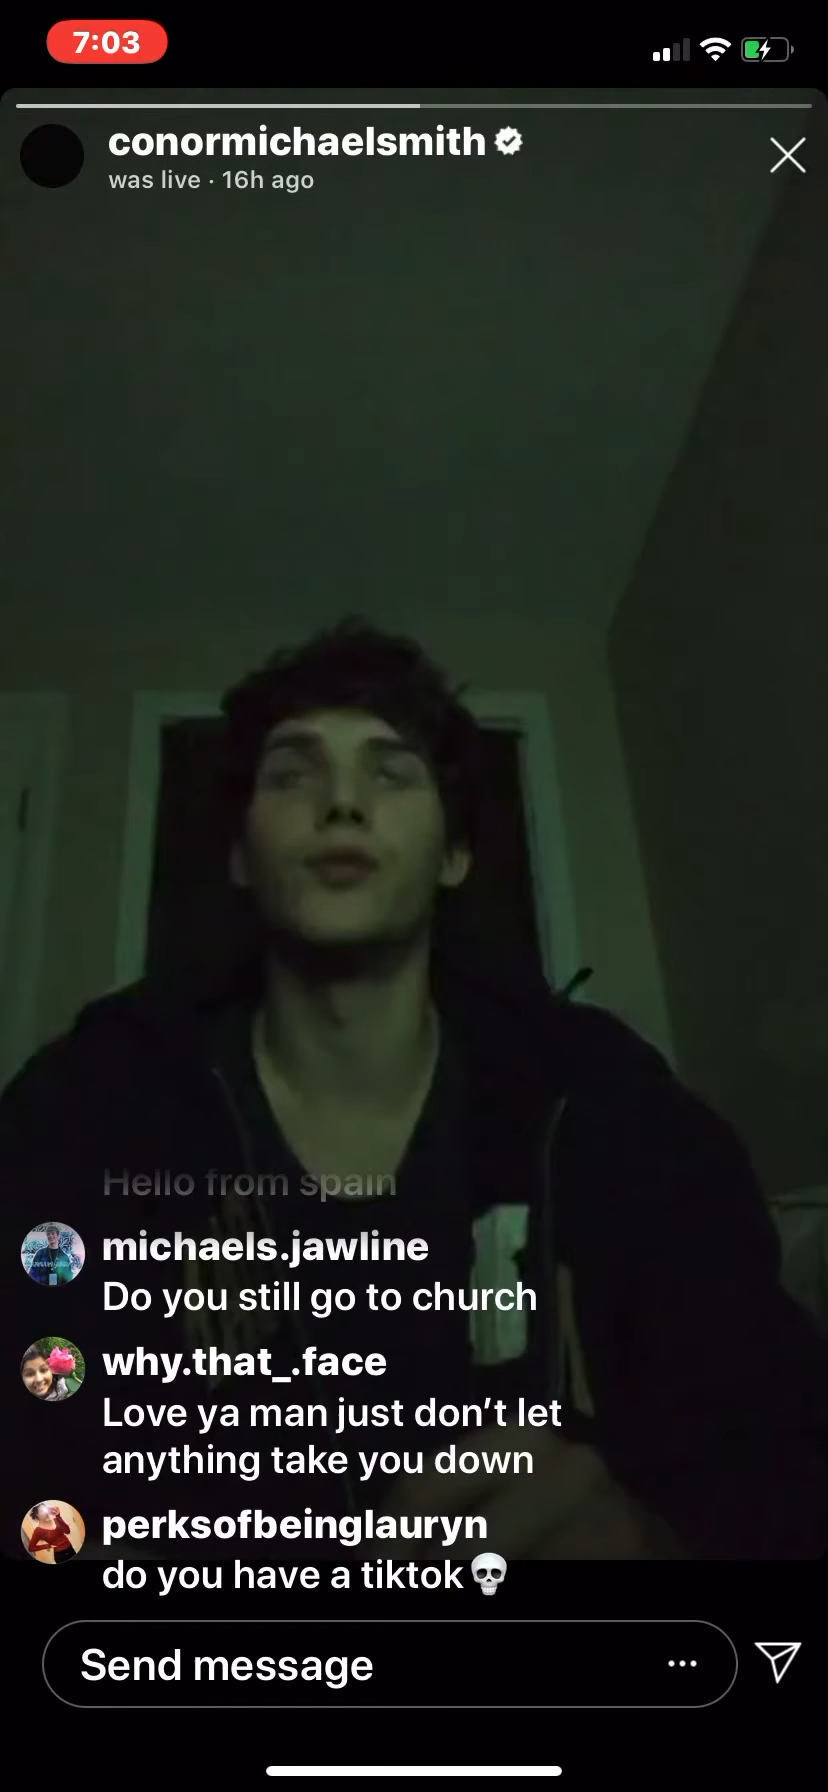 7:03
conormichaelsmith
was live · 16h ago
Hello from spain
michaels.jawline
Do you still go to church
why.that_.face
Love ya man just don't let
anything take you down
perksofbeinglauryn
do you have a tiktok💀
Send message